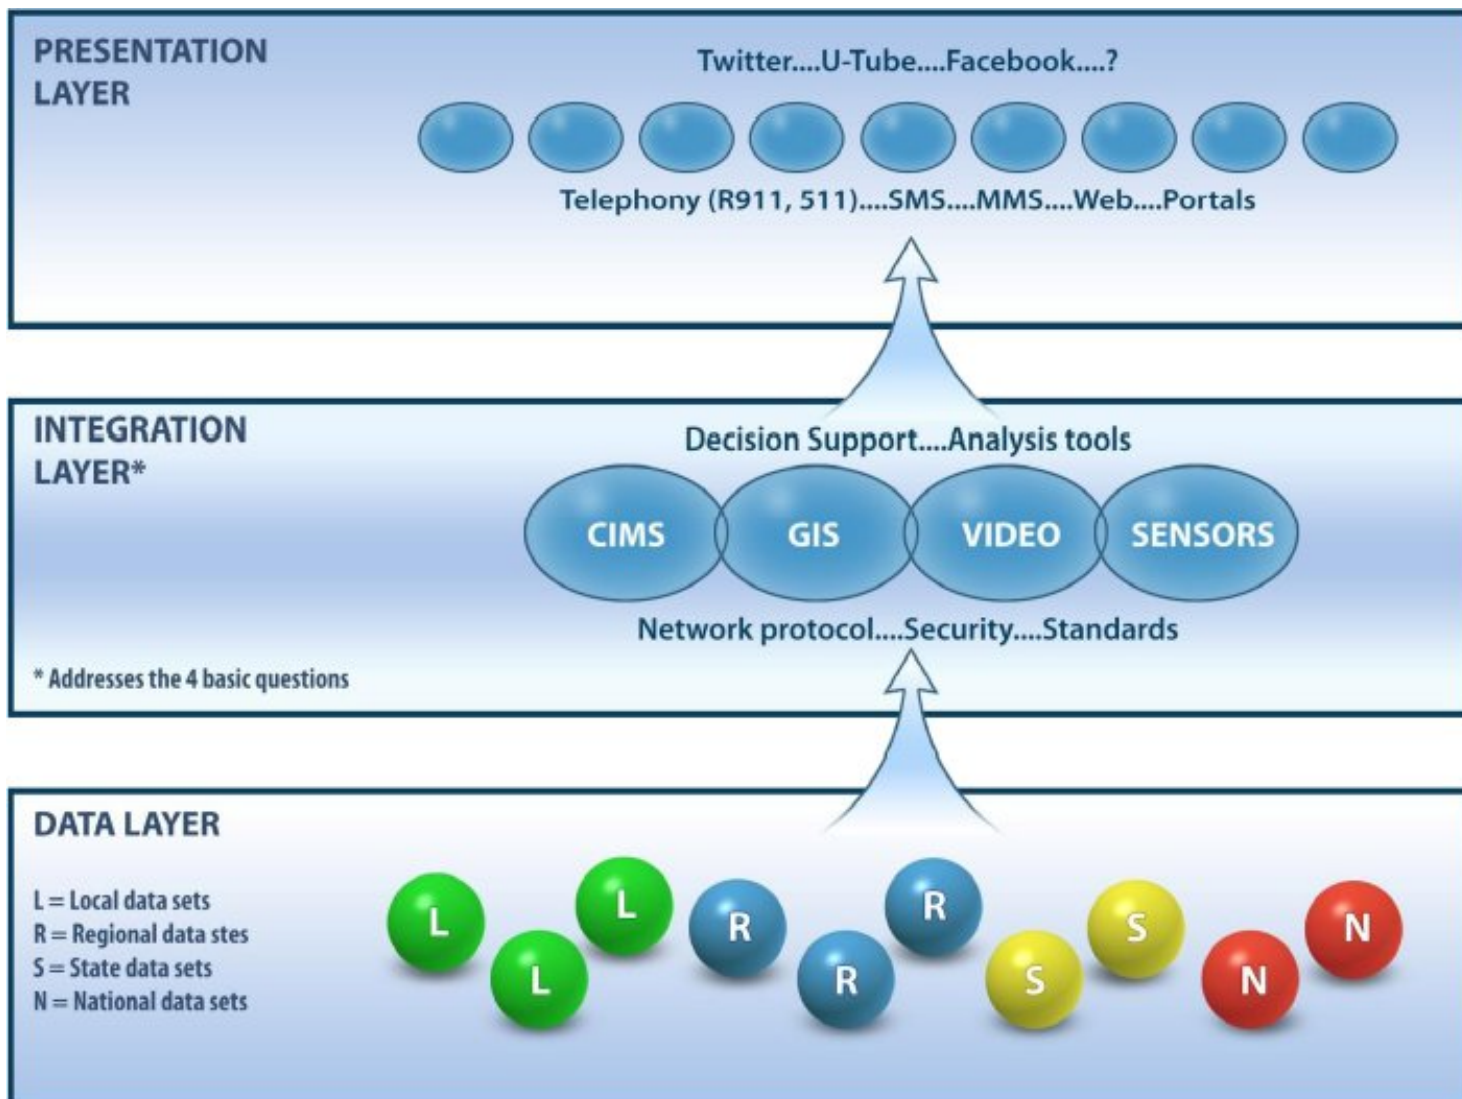 PRESENTATION
LAYER
Twitter....U-Tube....Facebook....?
Telephony (R911, 511)....SMS....MMS....Web....Portals
INTEGRATION
LAYER*
Decision Support....Analysis tools
CIMS GIS VIDEO SENSORS
Network protocol....Security....Standards
* Addresses the 4 basic questions
DATA LAYER
L = Local data sets
R = Regional data stes
S = State data sets
N = National data sets
L L L R R R S S N N